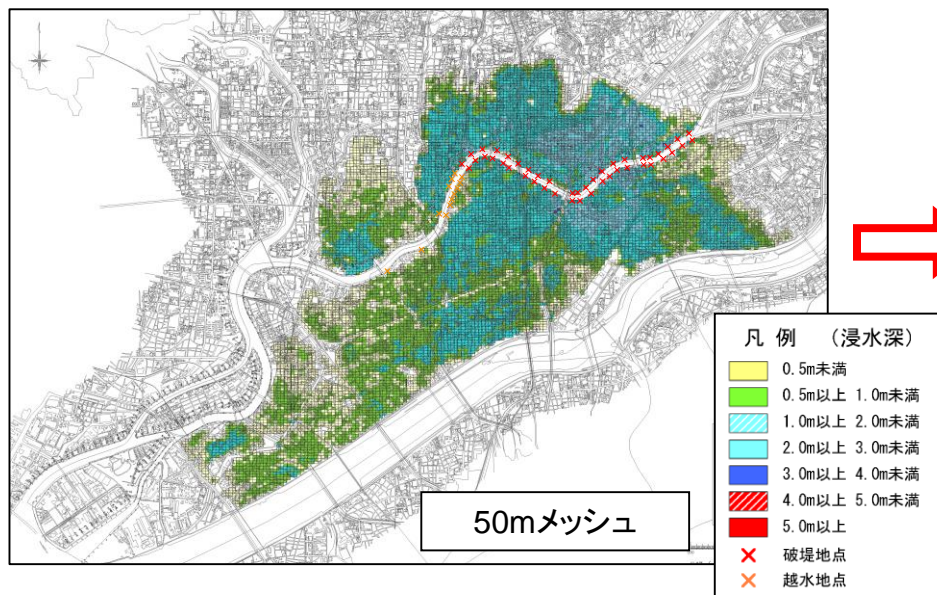 50mメッシュ
凡 例 (浸水深)
0.5m未満
0.5m以上 1.0m未満
1.0m以上 2.0m未満
2.0m以上 3.0m未満
3.0m以上 4.0m未満
4.0m以上 5.0m未満
5.0m以上
破堤地点
越水地点